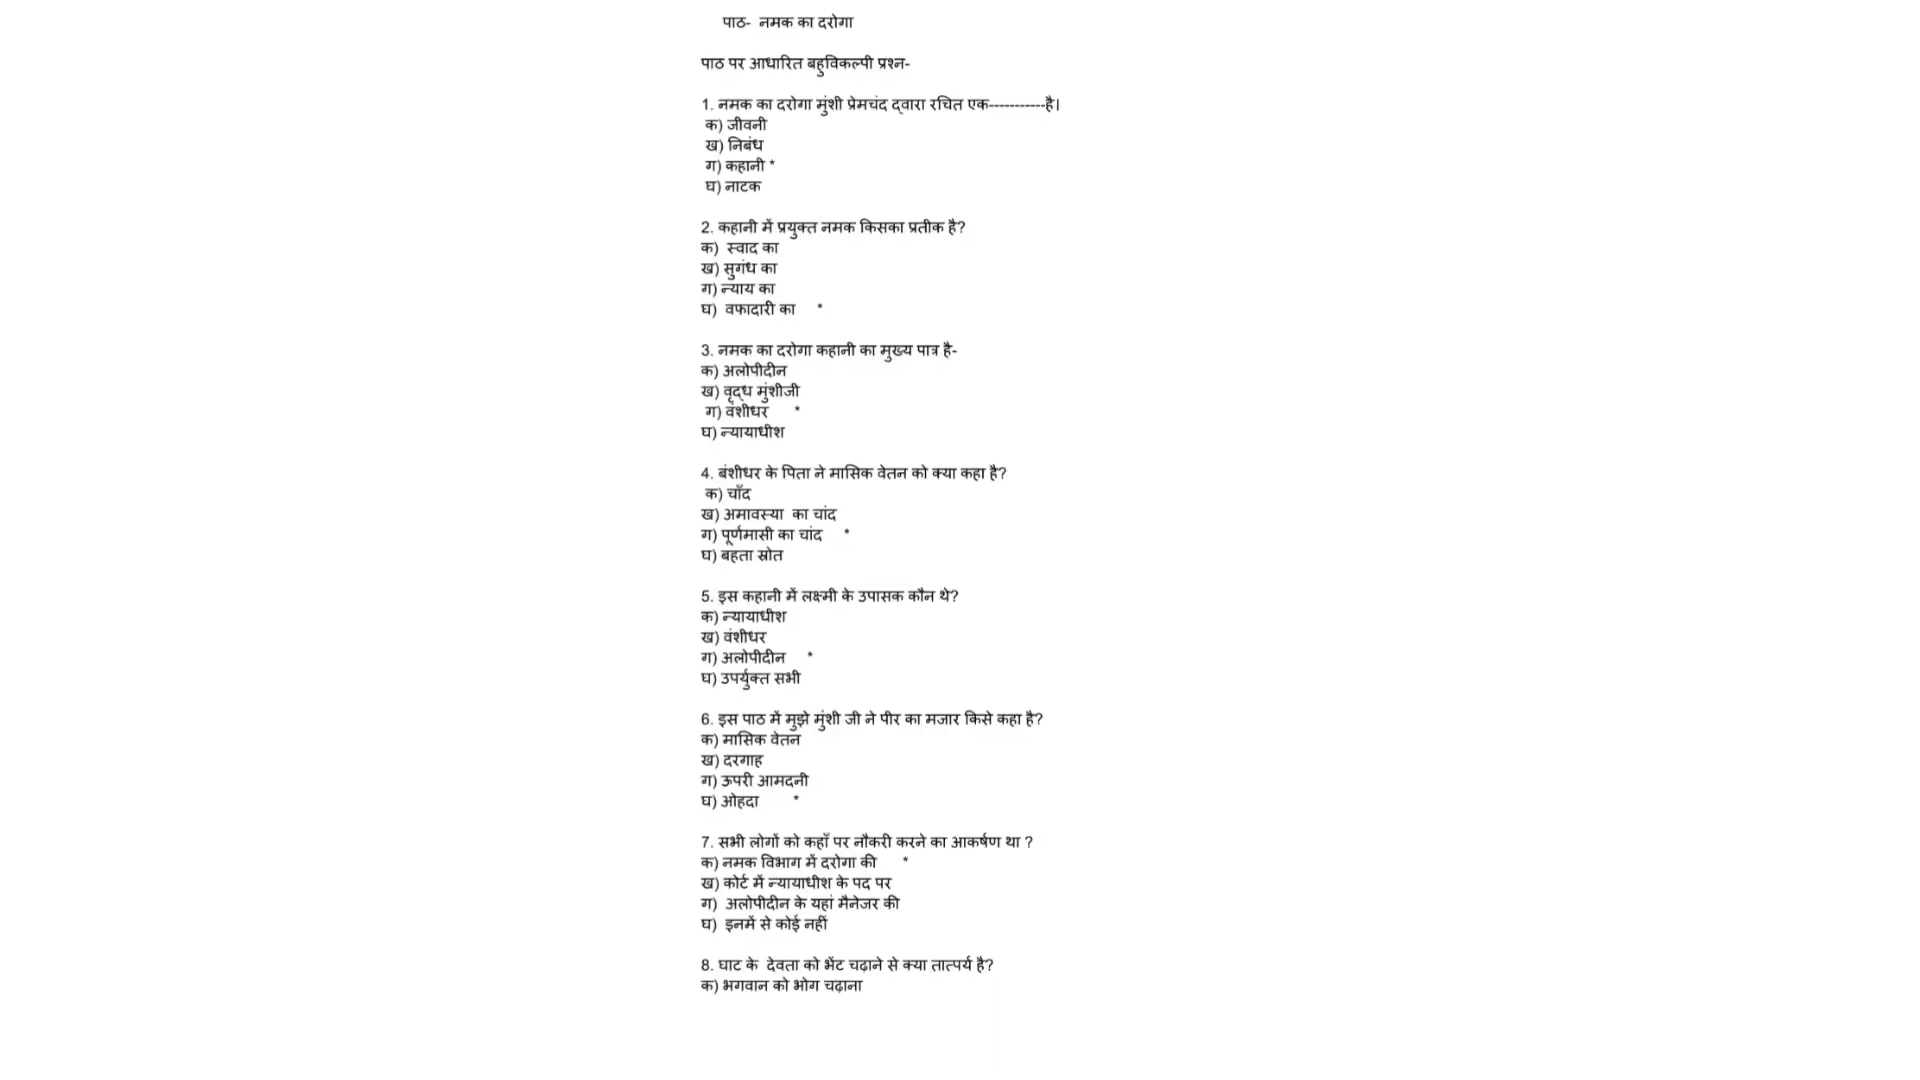 पाठ- नमक का दरोगा
पाठ पर आधारित बहुविकल्पी प्रश्न-
1. नमक का दरोगा मुंशी प्रेमचंद द्वारा रचित एक-----------है।
क) जीवनी
ख) निबंध
ग) कहानी *
घ) नाटक
2. कहानी में प्रयुक्त नमक किसका प्रतीक है?
क) स्वाद का
ख) सुगंध का
ग) न्याय का
घ) वफादारी का *
3. नमक का दरोगा कहानी का मुख्य पात्र है-
क) अलोपीदीन
ख) वृद्ध मुंशीजी
ग) वंशीधर *
घ) न्यायाधीश
4. बंशीधर के पिता ने मासिक वेतन को क्या कहा है?
क) चाँद
ख) अमावस्या का चांद
ग) पूर्णमासी का चांद *
घ) बहता स्रोत
5. इस कहानी में लक्ष्मी के उपासक कौन थे?
क) न्यायाधीश
ख) वंशीधर
ग) अलोपीदीन *
घ) उपर्युक्त सभी
6. इस पाठ में मुझे मुंशी जी ने पीर का मजार किसे कहा है?
क) मासिक वेतन
ख) दरगाह
ग) ऊपरी आमदनी
घ) ओहदा *
7. सभी लोगों को कहाँ पर नौकरी करने का आकर्षण था ?
क) नमक विभाग में दरोगा की *
ख) कोर्ट में न्यायाधीश के पद पर
ग) अलोपीदीन के यहां मैनेजर की
घ) इनमें से कोई नहीं
8. घाट के देवता को भेंट चढ़ाने से क्या तात्पर्य है?
क) भगवान को भोग चढ़ाना